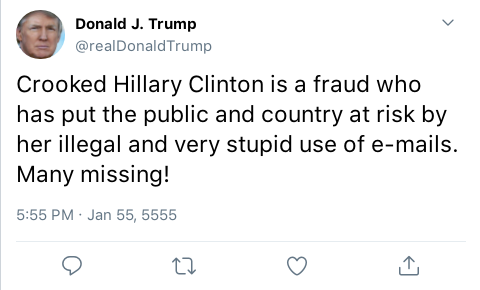 Donald J. Trump
@realDonaldTrump
Crooked Hillary Clinton is a fraud who
has put the public and country at risk by
her illegal and very stupid use of e-mails.
Many missing!
5:55 PM · Jan 55, 5555